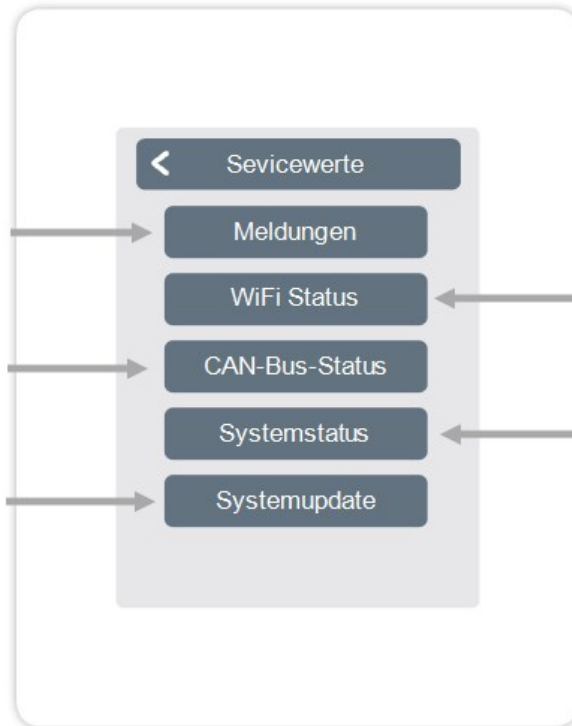 Sevicewerte
Meldungen
WiFi Status
CAN-Bus-Status
Systemstatus
Systemupdate